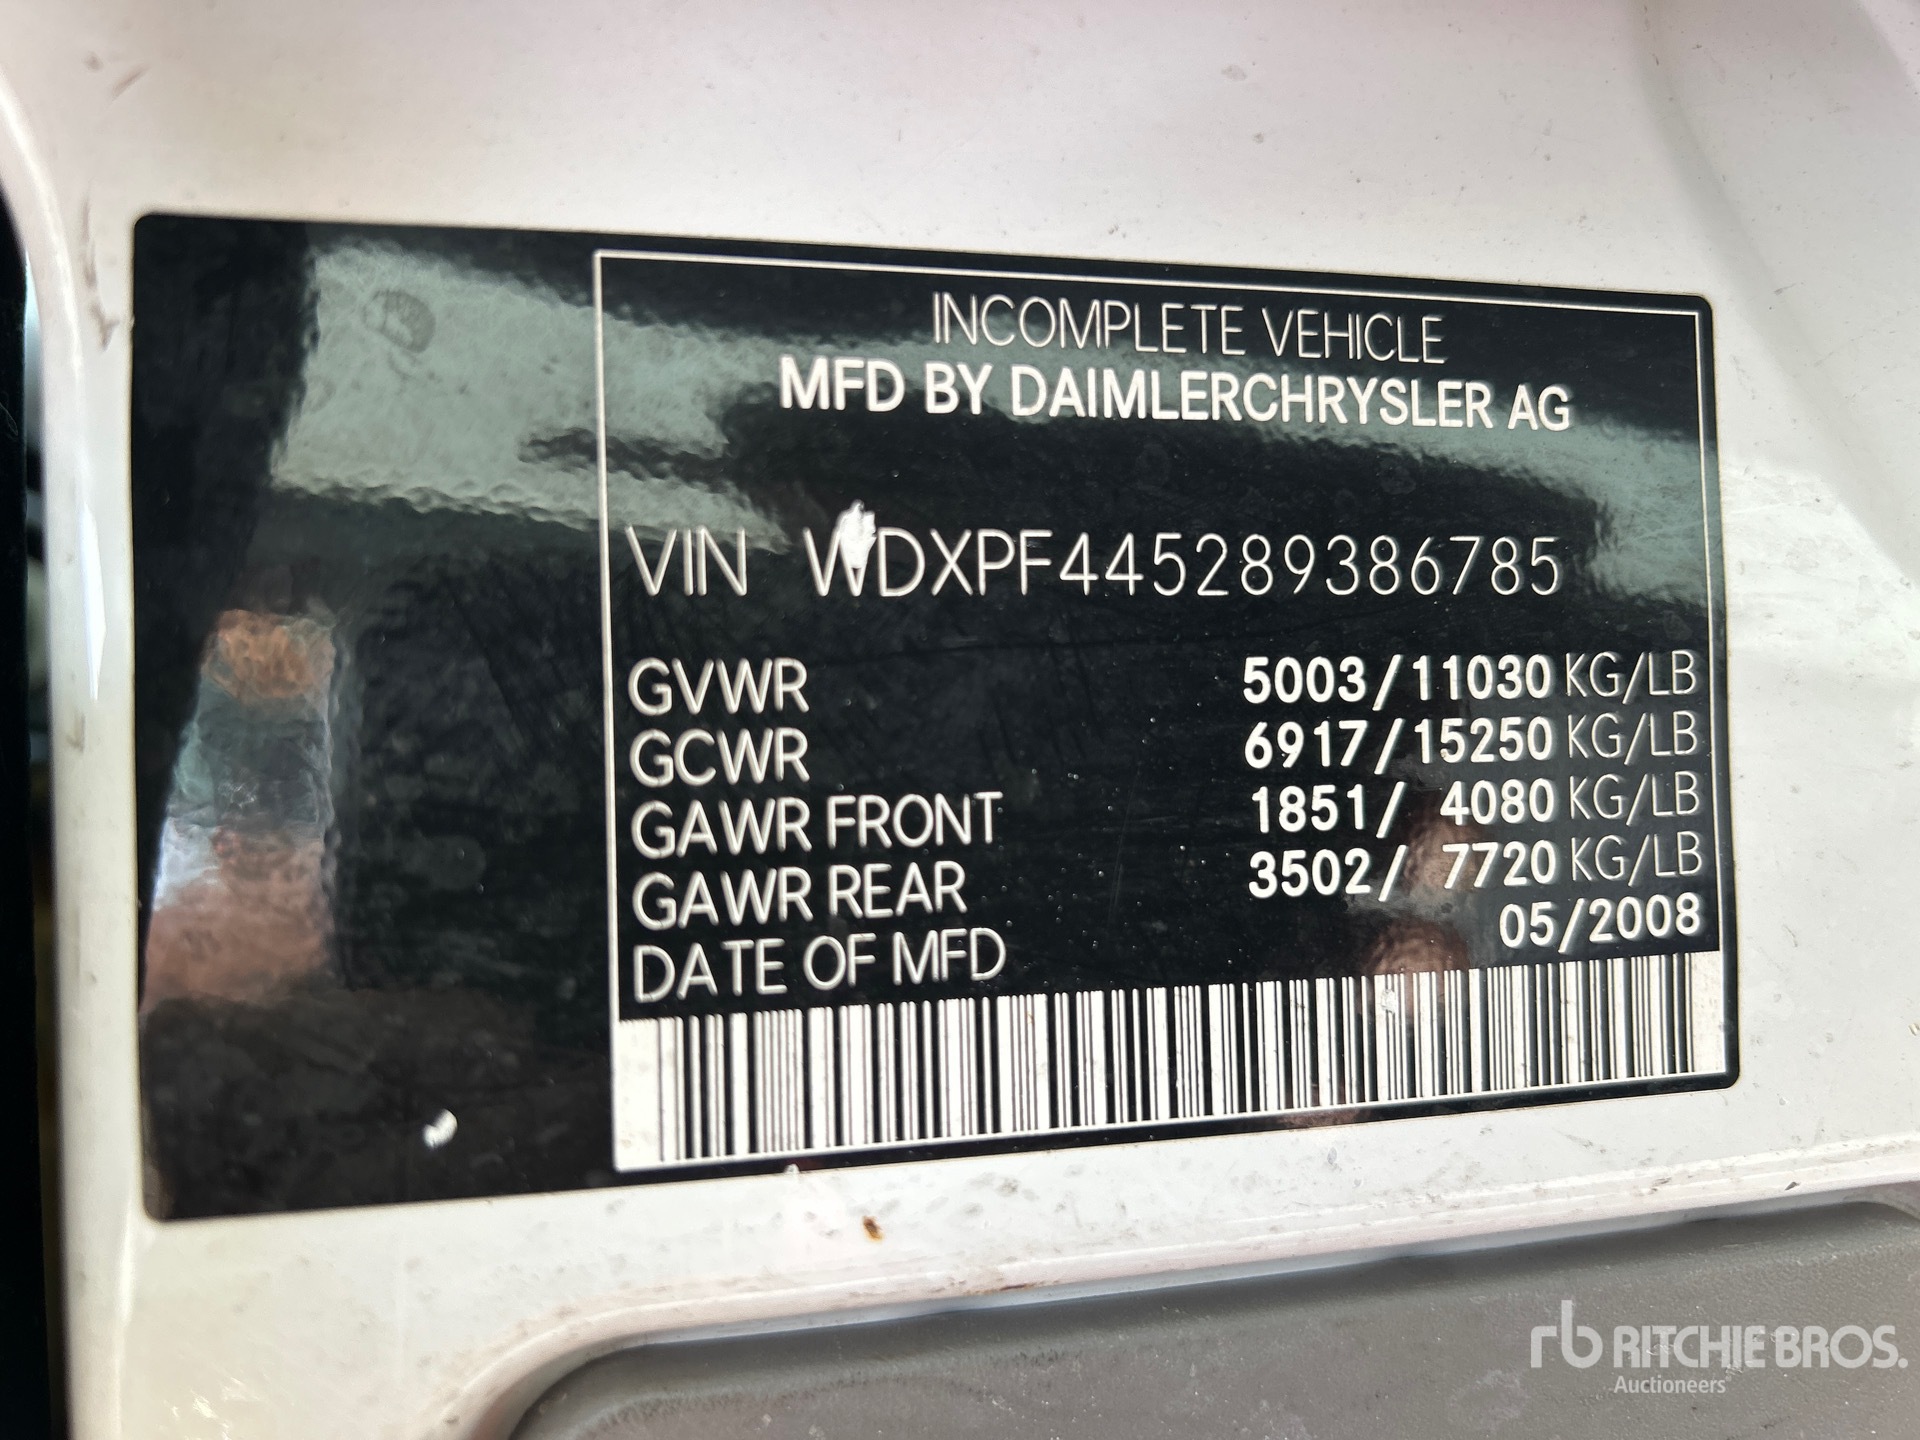 INCOMPLETE VEHICLE
MFD BY DAIMLERCHRYSLER AG
VIN WDXPF445289386785
GVWR 5003/11030 KG/LB
GCWR 6917/15250 KG/LB
GAWR FRONT 1851/ 4080 KG/LB
GAWR REAR 3502/ 7720 KG/LB
DATE OF MFD 05/2008
rb RITCHIE BROS.
Auctioneers